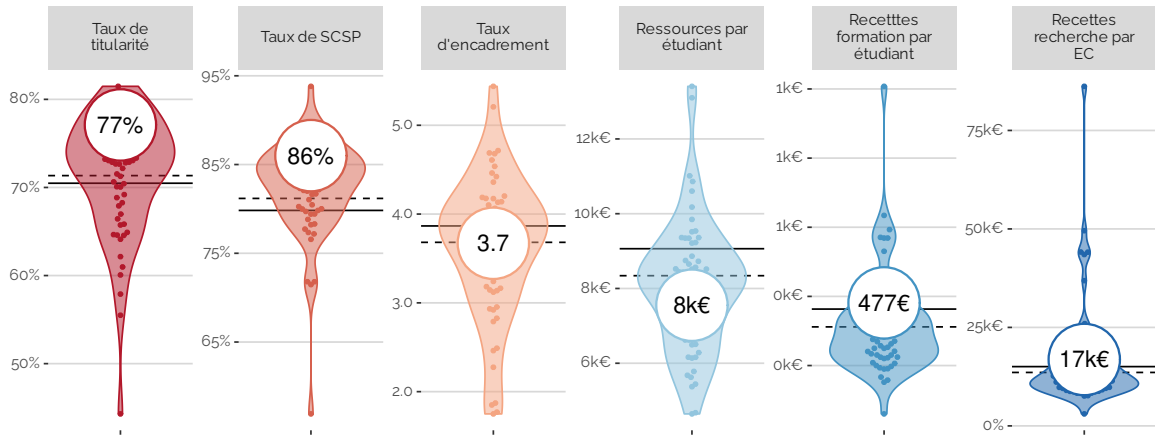 Taux de
titularité
Taux de SCSP
Taux
d'encadrement
Ressources par
étudiant
Recetttes
formation par
étudiant
Recettes
recherche par
EC
80%
70%
60%
50%
77%
95%
85%
75%
65%
86%
5.0
4.0
3.0
2.0
3.7
12k€
10k€
8k€
6k€
8k€
1k€
1k€
1k€
0k€
0k€
477€
75k€
50k€
25k€
0%
17k€